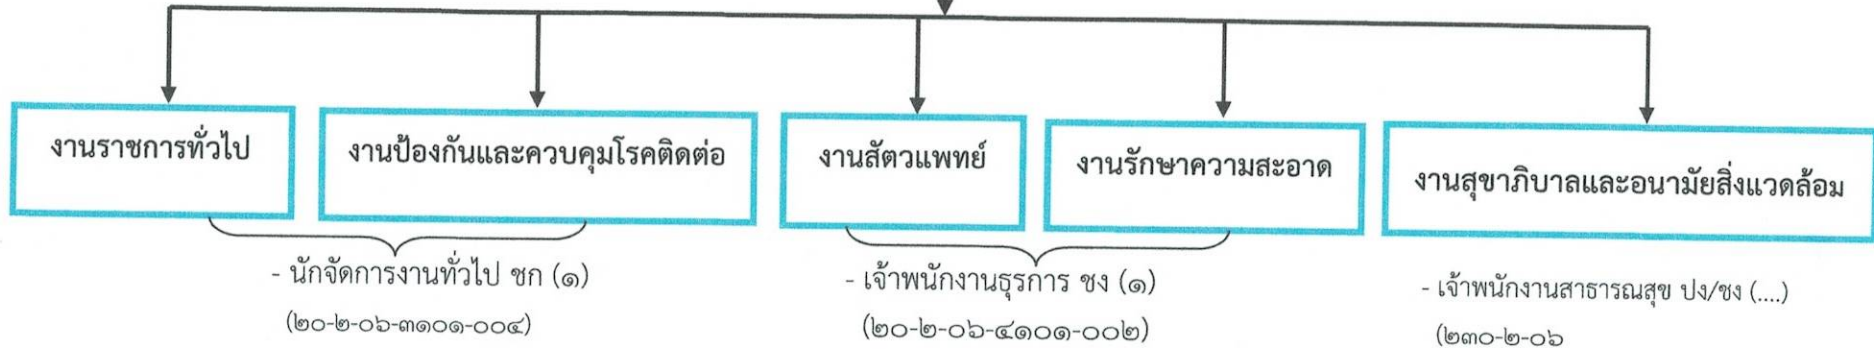 งานราชการทั่วไป
งานป้องกันและควบคุมโรคติดต่อ
งานสัตวแพทย์
งานรักษาความสะอาด
งานสุขาภิบาลและอนามัยสิ่งแวดล้อม
- นักจัดการงานทั่วไป ชก (๑)
(๒๐-๒-๐๖-๓๑๐๑-๐๐๔)
- เจ้าพนักงานธุรการ ชง (๑)
(๒๐-๒-๐๖-๔๑๐๑-๐๐๒)
- เจ้าพนักงานสาธารณสุข ปง/ชง (....)
(๒๓๐-๒-๐๖